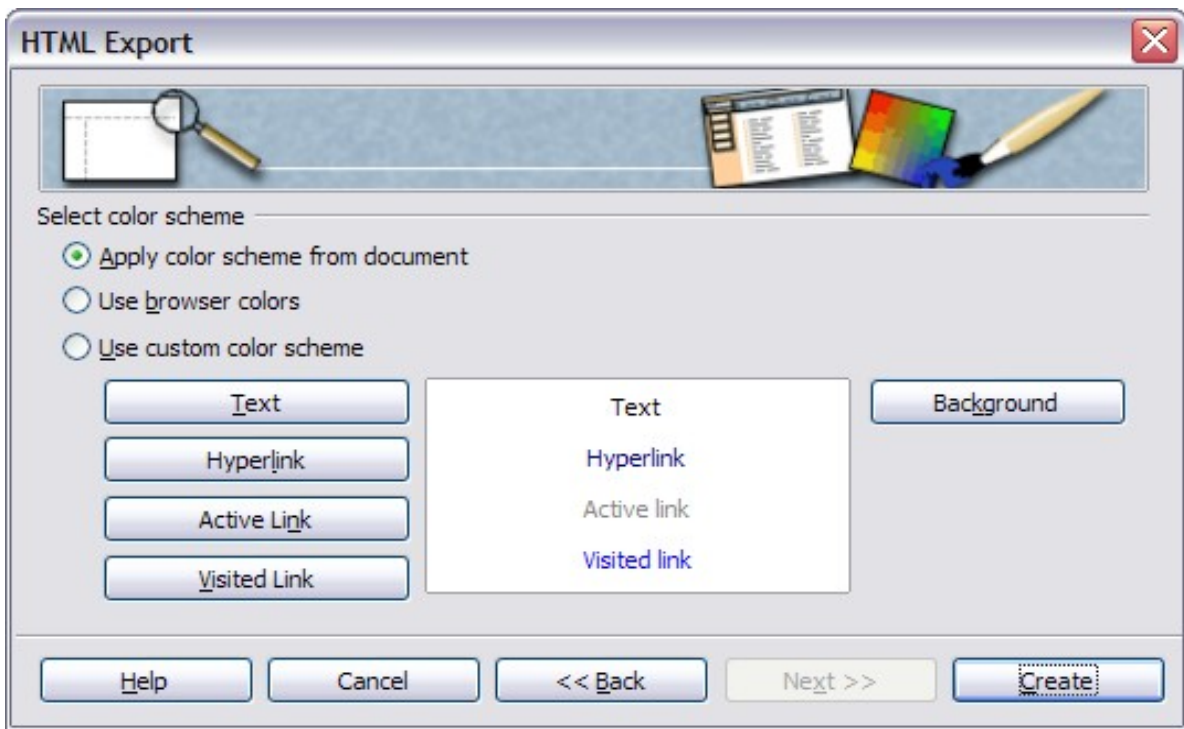 HTML Export
Select color scheme
Apply color scheme from document
Use browser colors
Use custom color scheme
Text Text Background
Hyperlink Hyperlink
Active Link Active link
Visited Link Visited link
Help Cancel << Back Next >> Create